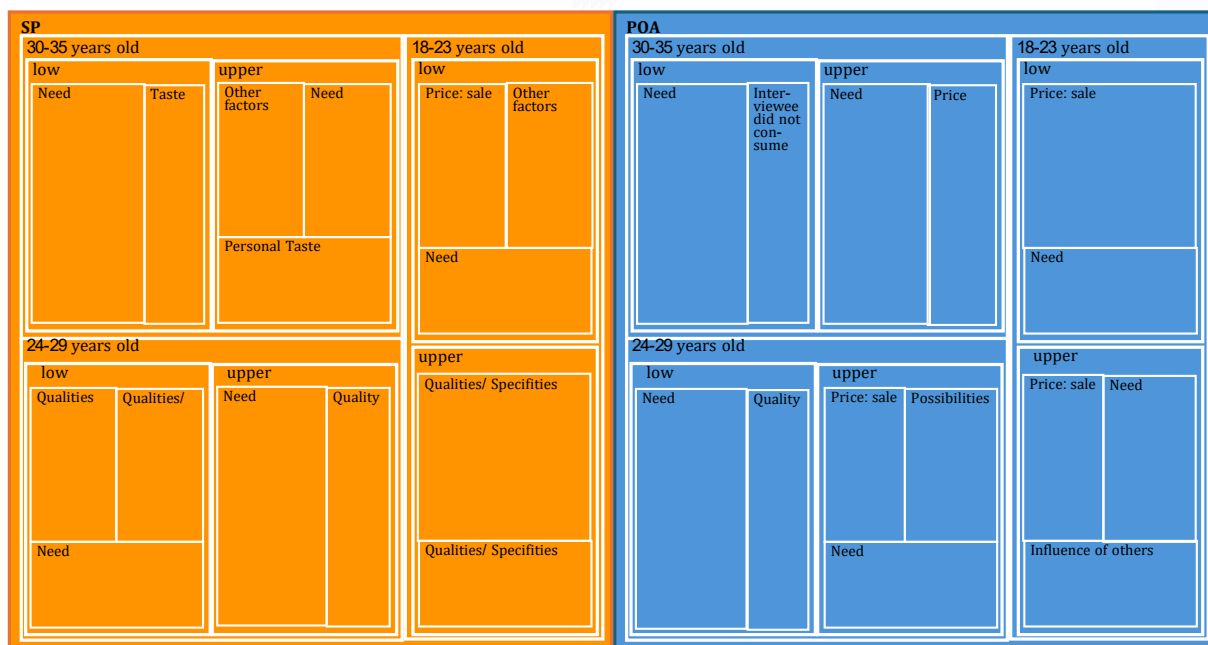 SP
30-35 years old
low
Need
Taste
upper
Other
factors
Need
Personal Taste
18-23 years old
low
Price: sale
Other
factors
Need
24-29 years old
low
Qualities
Qualities/
Need
upper
Need
Quality
upper
Qualities/ Specifities
Qualities/ Specifities
POA
30-35 years old
low
Need
Inter-
viewee
did not
con-
sume
upper
Need
Price
18-23 years old
low
Price: sale
Need
24-29 years old
low
Need
Quality
upper
Price: sale
Possibilities
Need
upper
Price: sale
Need
Influence of others